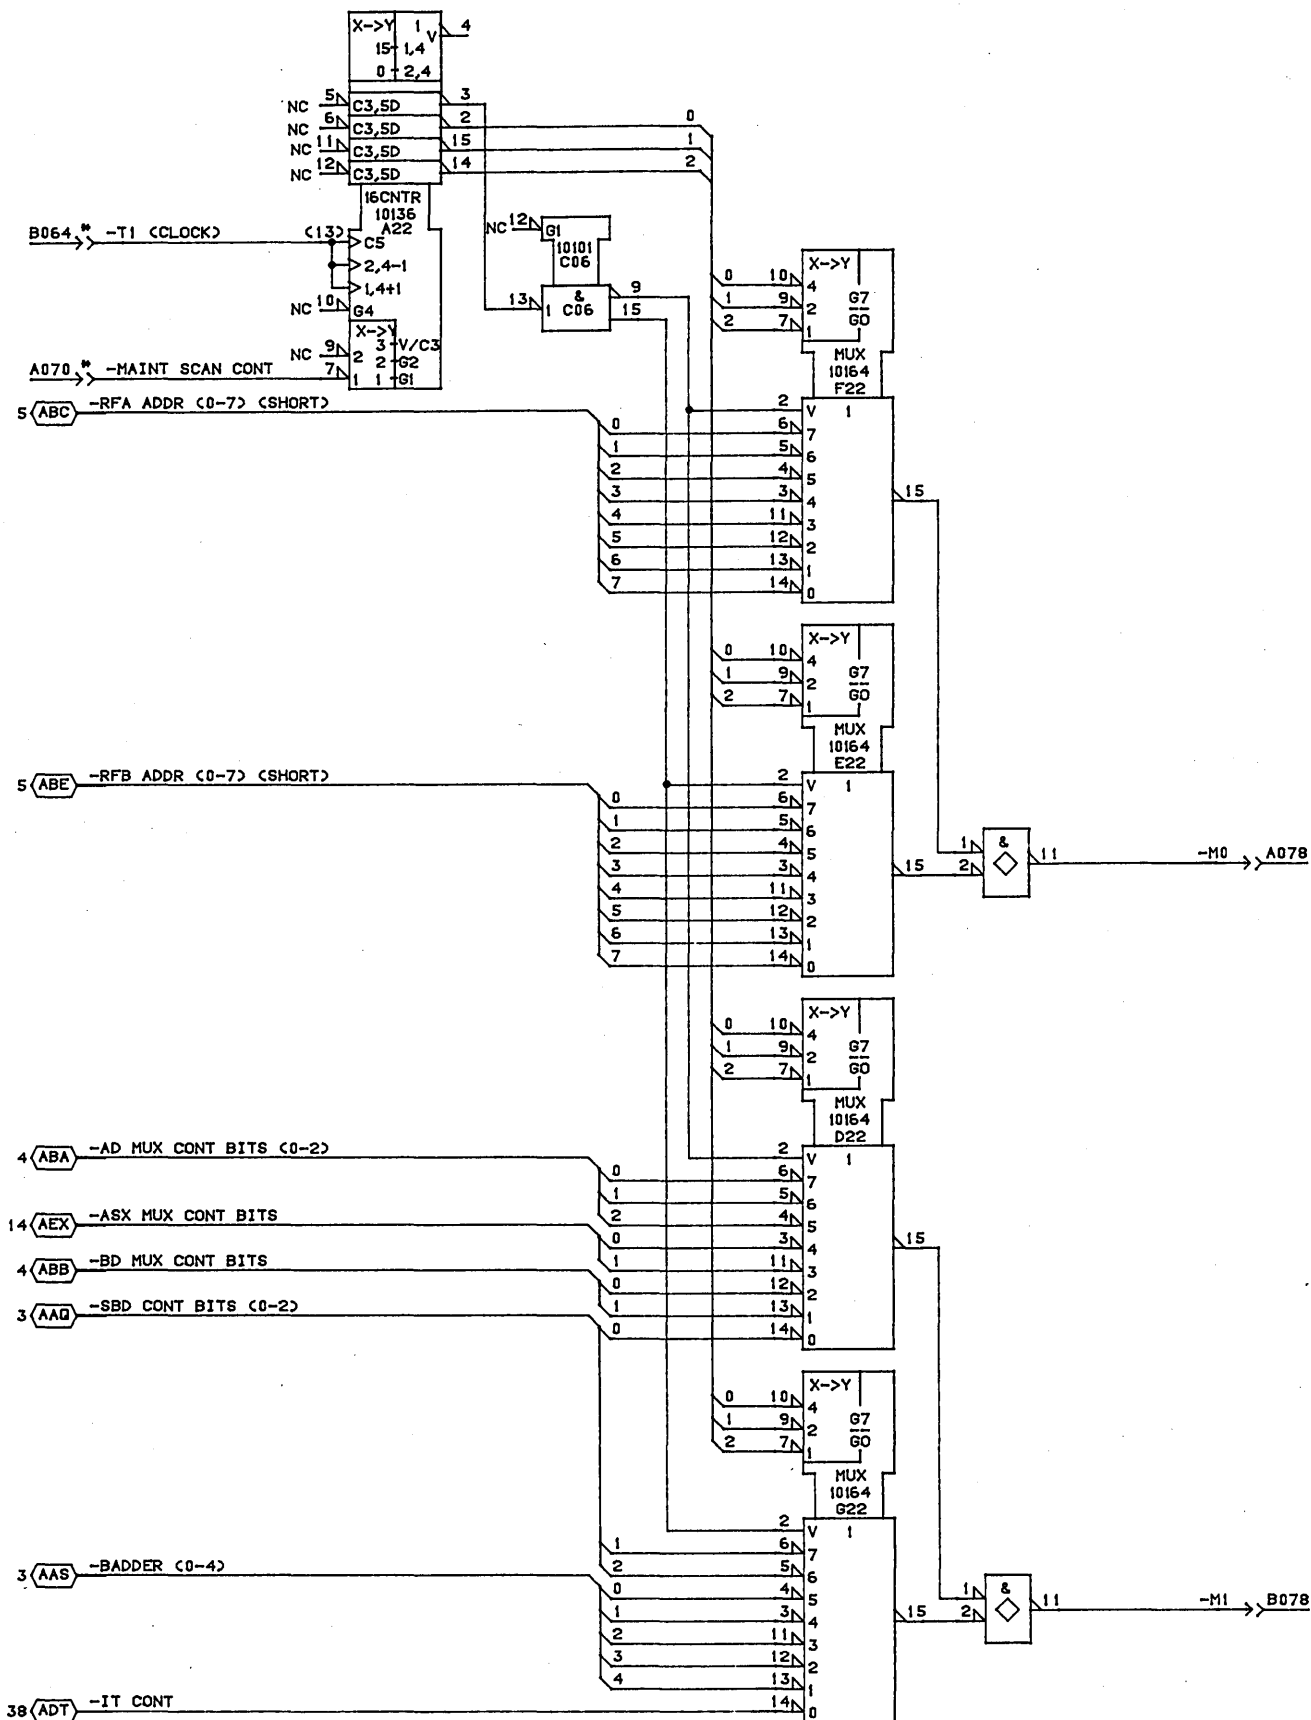 X->Y 1 4
V
15 1,4
0 2,4
NC 5 C3,5D 3
NC 6 C3,5D 2 0
NC 11 C3,5D 15 1
NC 12 C3,5D 14 2
16CNTR
10136
A22
B064 * -T1 (CLOCK) (13) C5
2,4-1
1,4+1
NC 10 G4
X->Y
3 V/C3
NC 9 2 2 G2
A070 * -MAINT SCAN CONT 7 1 1 G1
NC 12 G1
10101
C06
13 1 & 9
C06 15
X->Y
0 10 4
1 9 2 G7
2 7 1 G0
MUX
10164
F22
5 ABC -RFA ADDR (0-7) (SHORT)
2 V 1
0 6 7
1 5 6
2 4 5
3 3 4 15
4 11 3
5 12 2
6 13 1
7 14 0
X->Y
0 10 4
1 9 2 G7
2 7 1 G0
MUX
10164
E22
5 ABE -RFB ADDR (0-7) (SHORT)
2 V 1
0 6 7
1 5 6
2 4 5
3 3 4 15
4 11 3
5 12 2
6 13 1
7 14 0
1 &
2 11 -M0 A078
X->Y
0 10 4
1 9 2 G7
2 7 1 G0
MUX
10164
D22
4 ABA -AD MUX CONT BITS (0-2)
2 V 1
0 6 7
1 5 6
2 4 5
14 AEX -ASX MUX CONT BITS
0 3 4 15
1 11 3
4 ABB -BD MUX CONT BITS
0 12 2
1 13 1
3 AAQ -SBD CONT BITS (0-2)
0 14 0
X->Y
0 10 4
1 9 2 G7
2 7 1 G0
MUX
10164
G22
2 V 1
1 6 7
2 5 6
3 AAS -BADDER (0-4)
0 4 5
1 3 4 15
2 11 3
3 12 2
4 13 1
38 ADT -IT CONT 14 0
1 &
2 11 -M1 B078